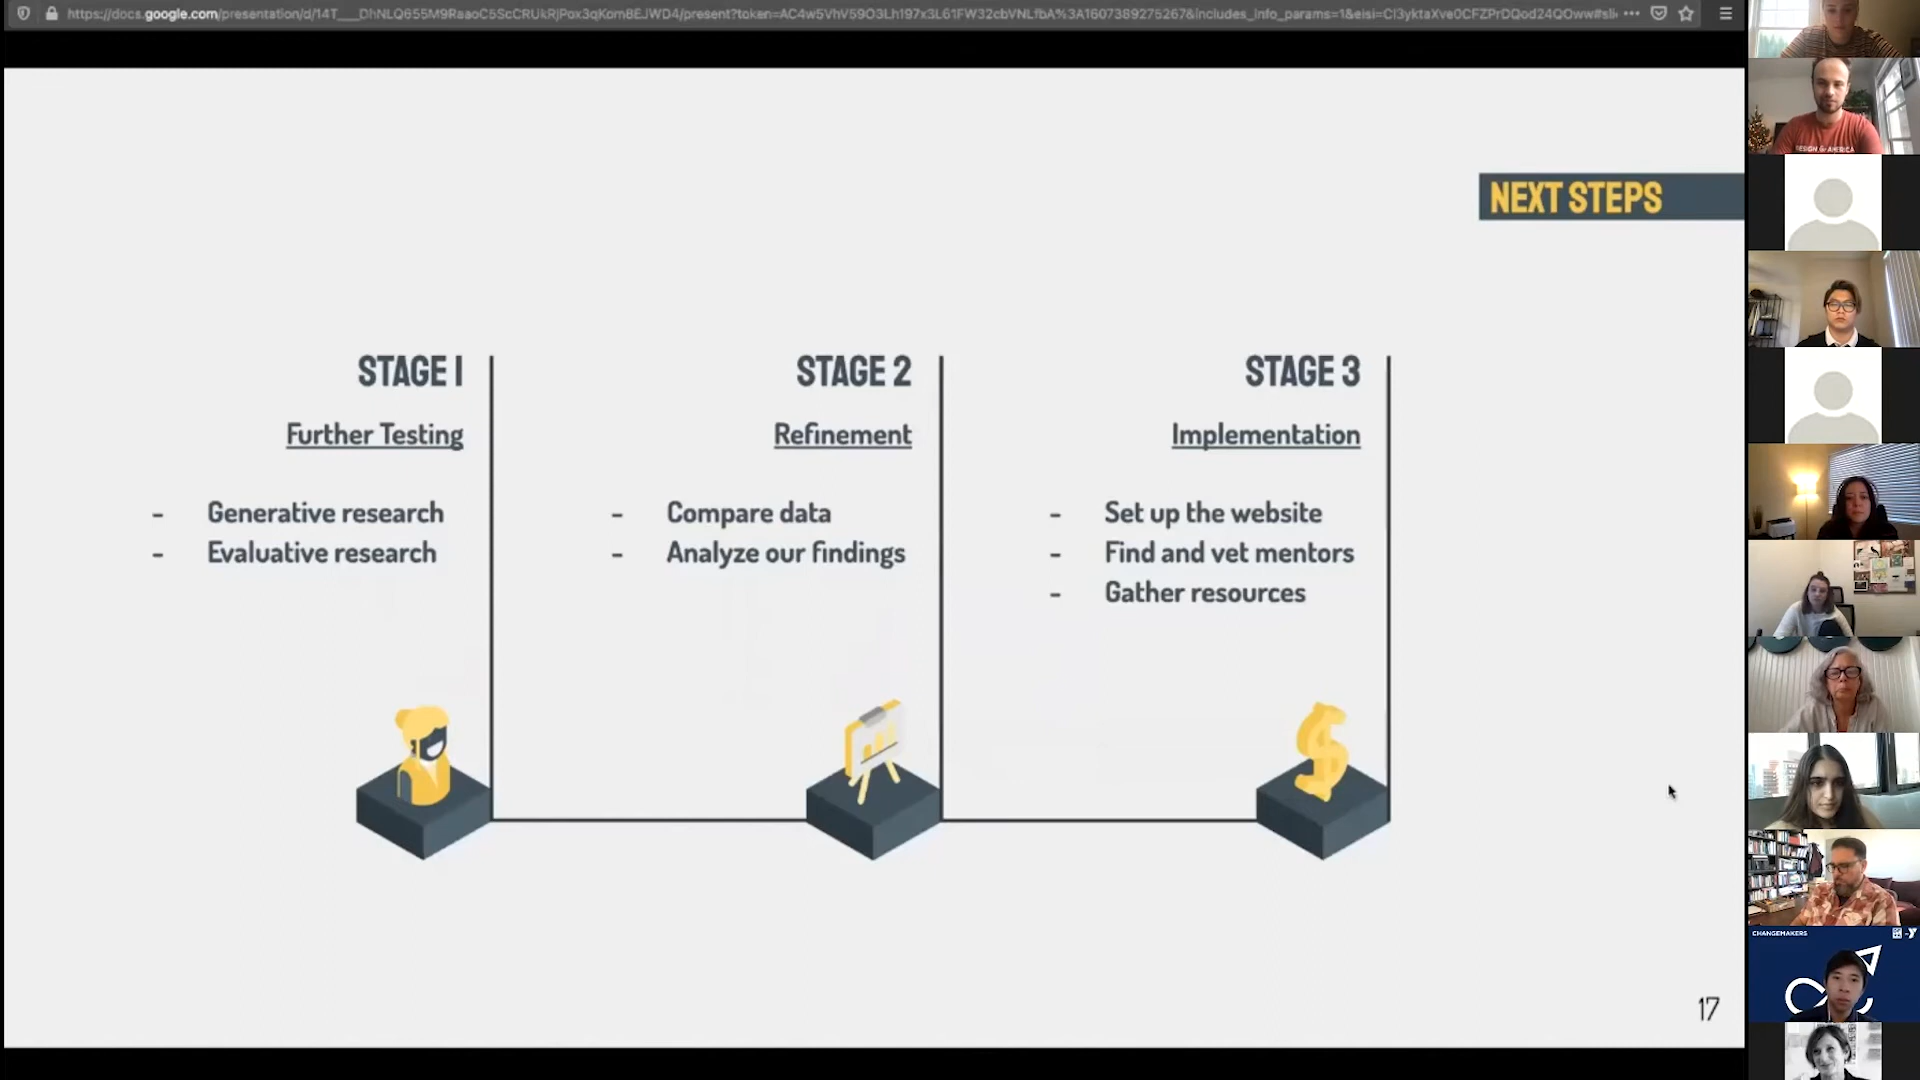 NEXT STEPS
STAGE 1
Further Testing
- Generative research
- Evaluative research
STAGE 2
Refinement
- Compare data
- Analyze our findings
STAGE 3
Implementation
- Set up the website
- Find and vet mentors
- Gather resources
17
CHANGEMAKERS